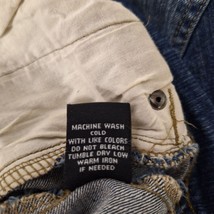 MACHINE WASH
COLD
WITH LIKE COLORS
DO NOT BLEACH
TUMBLE DRY LOW
WARM IRON
IF NEEDED